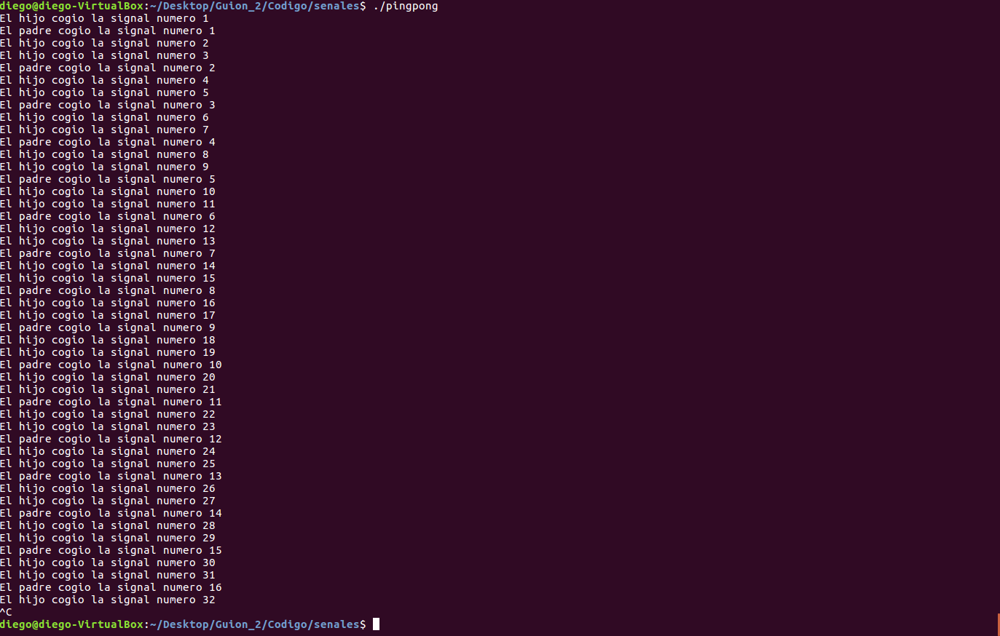 diego@diego-VirtualBox:~/Desktop/Guion_2/Codigo/senales$ ./pingpong
El hijo cogio la signal numero 1
El padre cogio la signal numero 1
El hijo cogio la signal numero 2
El hijo cogio la signal numero 3
El padre cogio la signal numero 2
El hijo cogio la signal numero 4
El hijo cogio la signal numero 5
El padre cogio la signal numero 3
El hijo cogio la signal numero 6
El hijo cogio la signal numero 7
El padre cogio la signal numero 4
El hijo cogio la signal numero 8
El hijo cogio la signal numero 9
El padre cogio la signal numero 5
El hijo cogio la signal numero 10
El hijo cogio la signal numero 11
El padre cogio la signal numero 6
El hijo cogio la signal numero 12
El hijo cogio la signal numero 13
El padre cogio la signal numero 7
El hijo cogio la signal numero 14
El hijo cogio la signal numero 15
El padre cogio la signal numero 8
El hijo cogio la signal numero 16
El hijo cogio la signal numero 17
El padre cogio la signal numero 9
El hijo cogio la signal numero 18
El hijo cogio la signal numero 19
El padre cogio la signal numero 10
El hijo cogio la signal numero 20
El hijo cogio la signal numero 21
El padre cogio la signal numero 11
El hijo cogio la signal numero 22
El hijo cogio la signal numero 23
El padre cogio la signal numero 12
El hijo cogio la signal numero 24
El hijo cogio la signal numero 25
El padre cogio la signal numero 13
El hijo cogio la signal numero 26
El hijo cogio la signal numero 27
El padre cogio la signal numero 14
El hijo cogio la signal numero 28
El hijo cogio la signal numero 29
El padre cogio la signal numero 15
El hijo cogio la signal numero 30
El hijo cogio la signal numero 31
El padre cogio la signal numero 16
El hijo cogio la signal numero 32
^C
diego@diego-VirtualBox:~/Desktop/Guion_2/Codigo/senales$